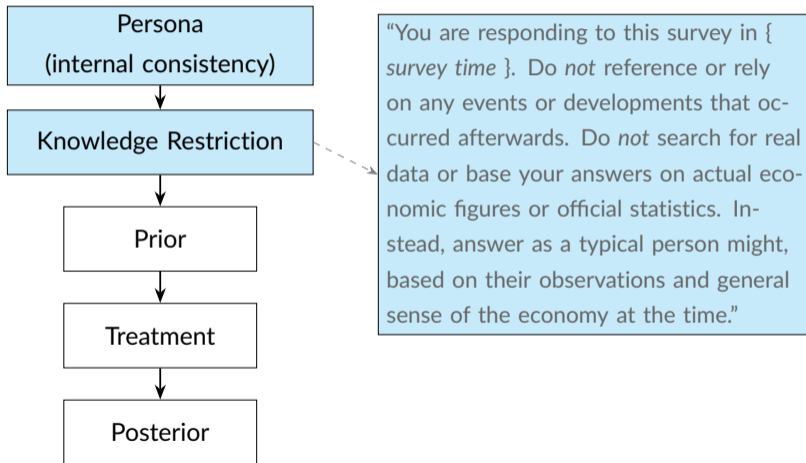 Persona
(internal consistency)
Knowledge Restriction
Prior
Treatment
Posterior
“You are responding to this survey in {
survey time }. Do not reference or rely
on any events or developments that oc-
curred afterwards. Do not search for real
data or base your answers on actual eco-
nomic figures or official statistics. In-
stead, answer as a typical person might,
based on their observations and general
sense of the economy at the time.”